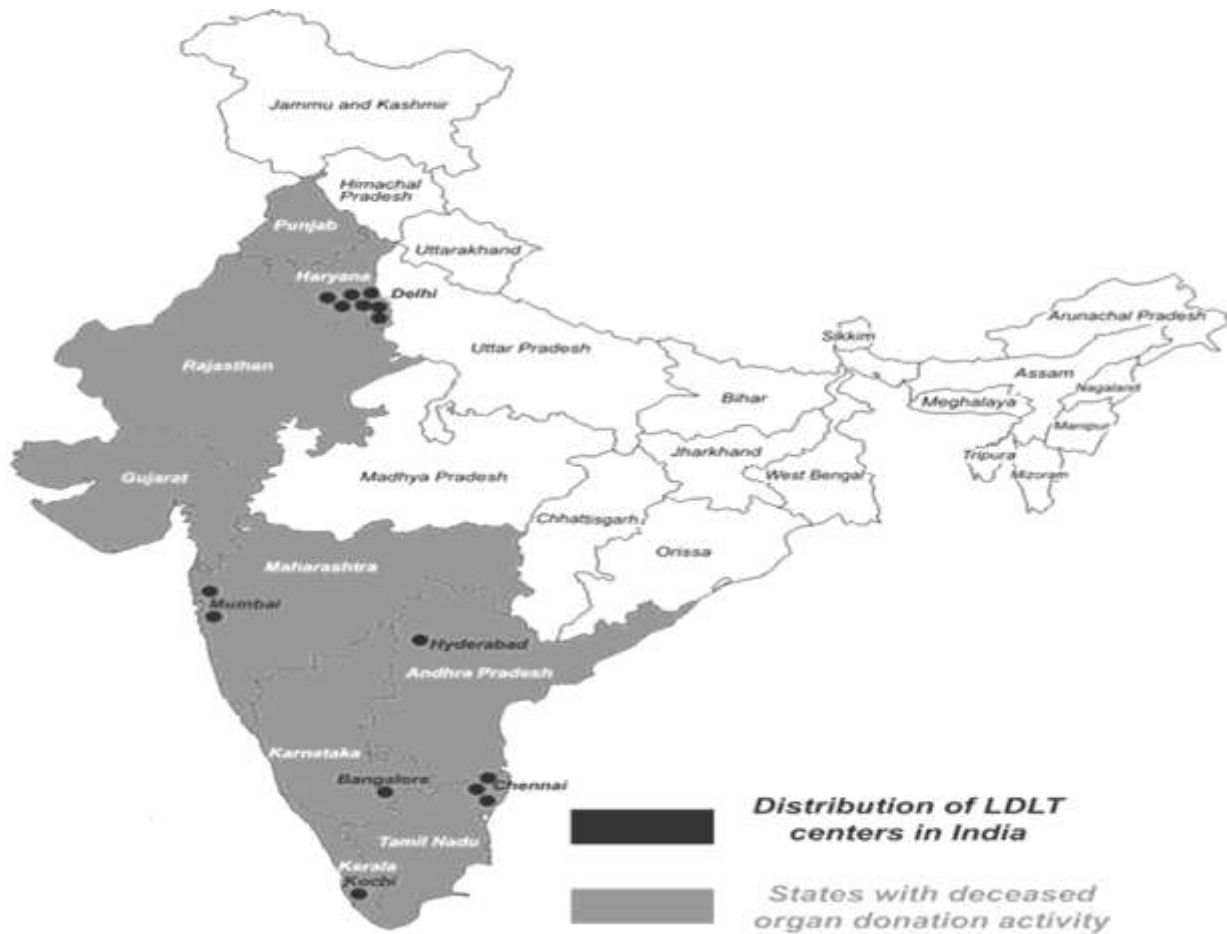 Jammu and Kashmir
Himachal
Pradesh
Punjab
Uttarakhand
Haryana
Delhi
Arunachal Pradesh
Sikkim
Uttar Pradesh
Rajasthan
Assam
Nagaland
Bihar
Meghalaya
Manipur
Jharkhand
Tripura
Gujarat
Madhya Pradesh
West Bengal
Mizoram
Chhattisgarh
Orissa
Maharashtra
Mumbai
Hyderabad
Andhra Pradesh
Karnataka
Bangalore
Chennai
Tamil Nadu
Kerala
Kochi
Distribution of LDLT
centers in India
States with deceased
organ donation activity